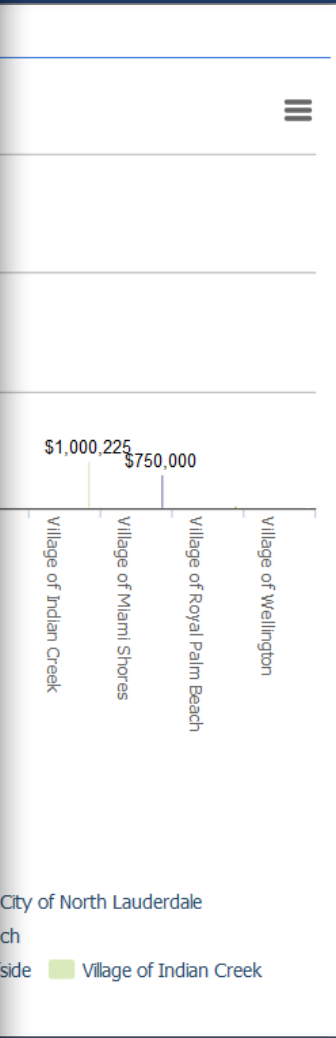 $1,000,225
$750,000
Village of Indian Creek
Village of Miami Shores
Village of Royal Palm Beach
Village of Wellington
City of North Lauderdale
ch
side Village of Indian Creek